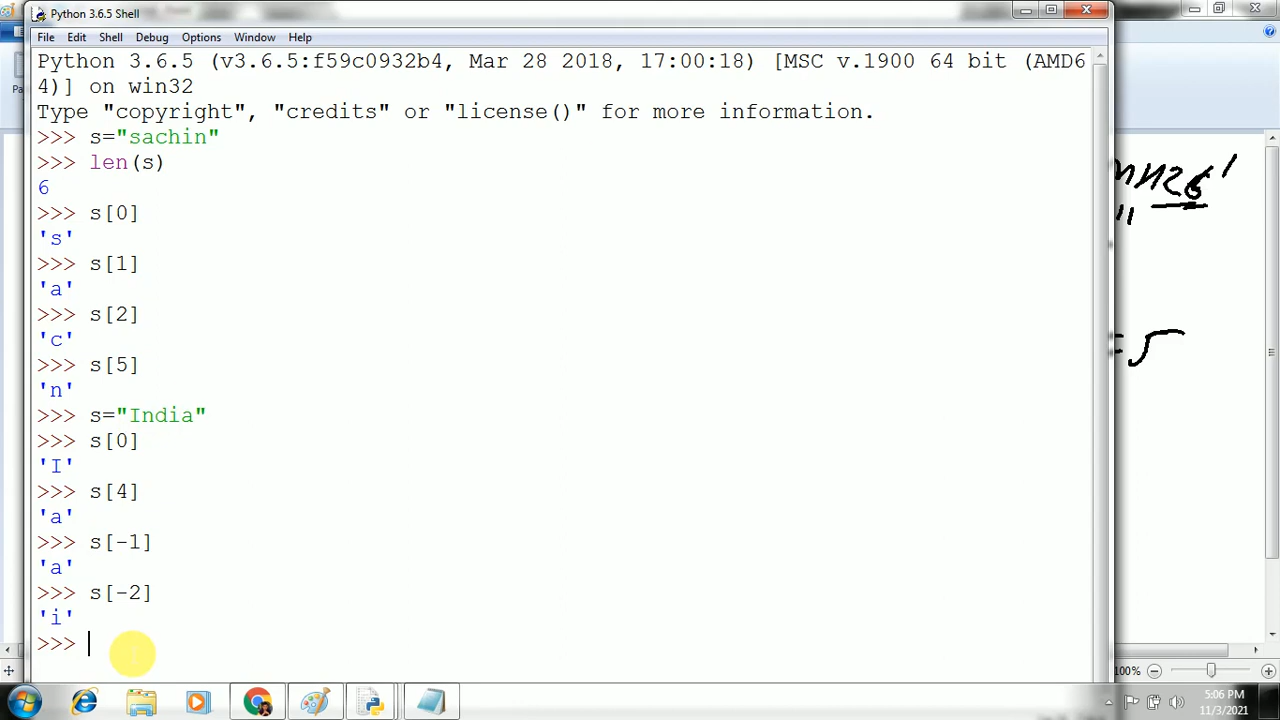 Python 3.6.5 Shell
File Edit Shell Debug Options Window Help
Python 3.6.5 (v3.6.5:f59c0932b4, Mar 28 2018, 17:00:18) [MSC v.1900 64 bit (AMD6
4)] on win32
Type "copyright", "credits" or "license()" for more information.
>>> s="sachin"
>>> len(s)
6
>>> s[0]
's'
>>> s[1]
'a'
>>> s[2]
'c'
>>> s[5]
'n'
>>> s="India"
>>> s[0]
'I'
>>> s[4]
'a'
>>> s[-1]
'a'
>>> s[-2]
'i'
>>>
= 5
100%
5:06 PM
11/3/2021